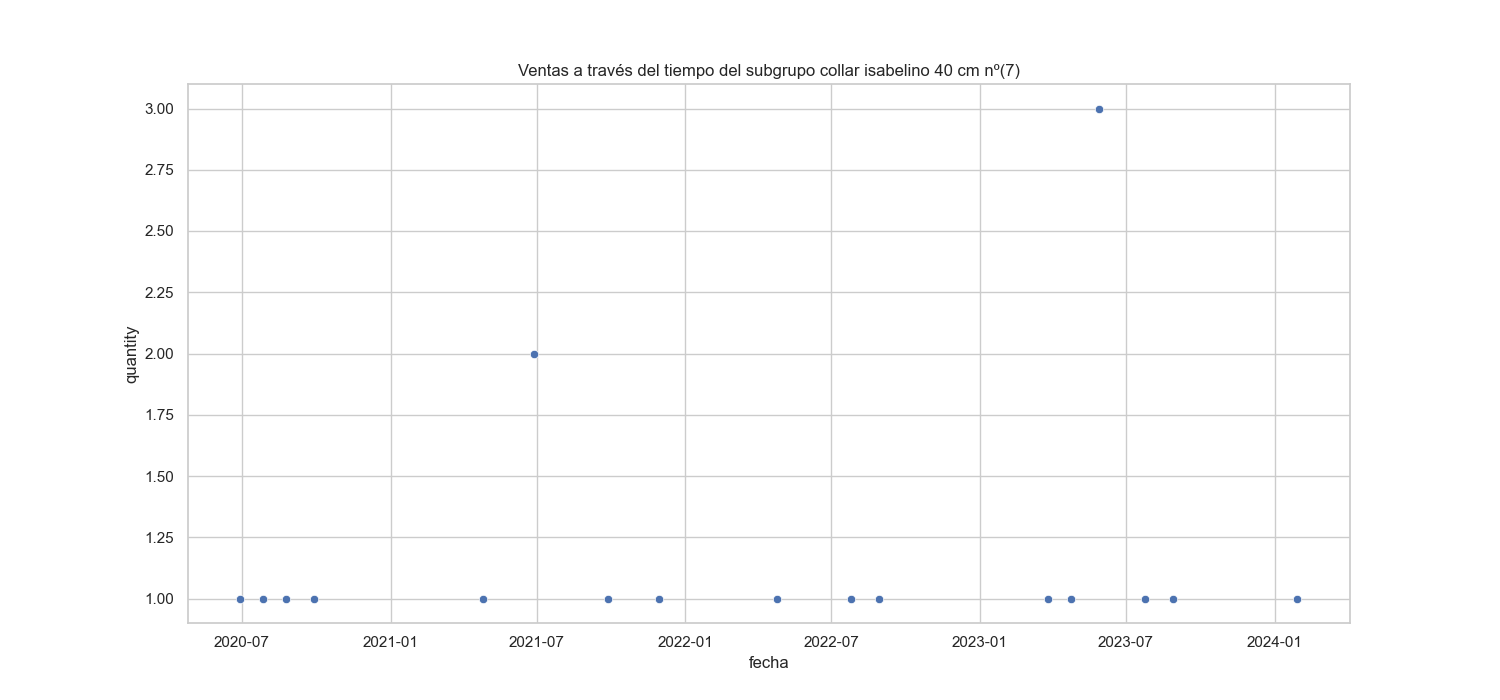 Ventas a través del tiempo del subgrupo collar isabelino 40 cm nº(7)
3.00
2.75
2.50
2.25
2.00
1.75
1.50
1.25
1.00
quantity
2020-07 2021-01 2021-07 2022-01 2022-07 2023-01 2023-07 2024-01
fecha